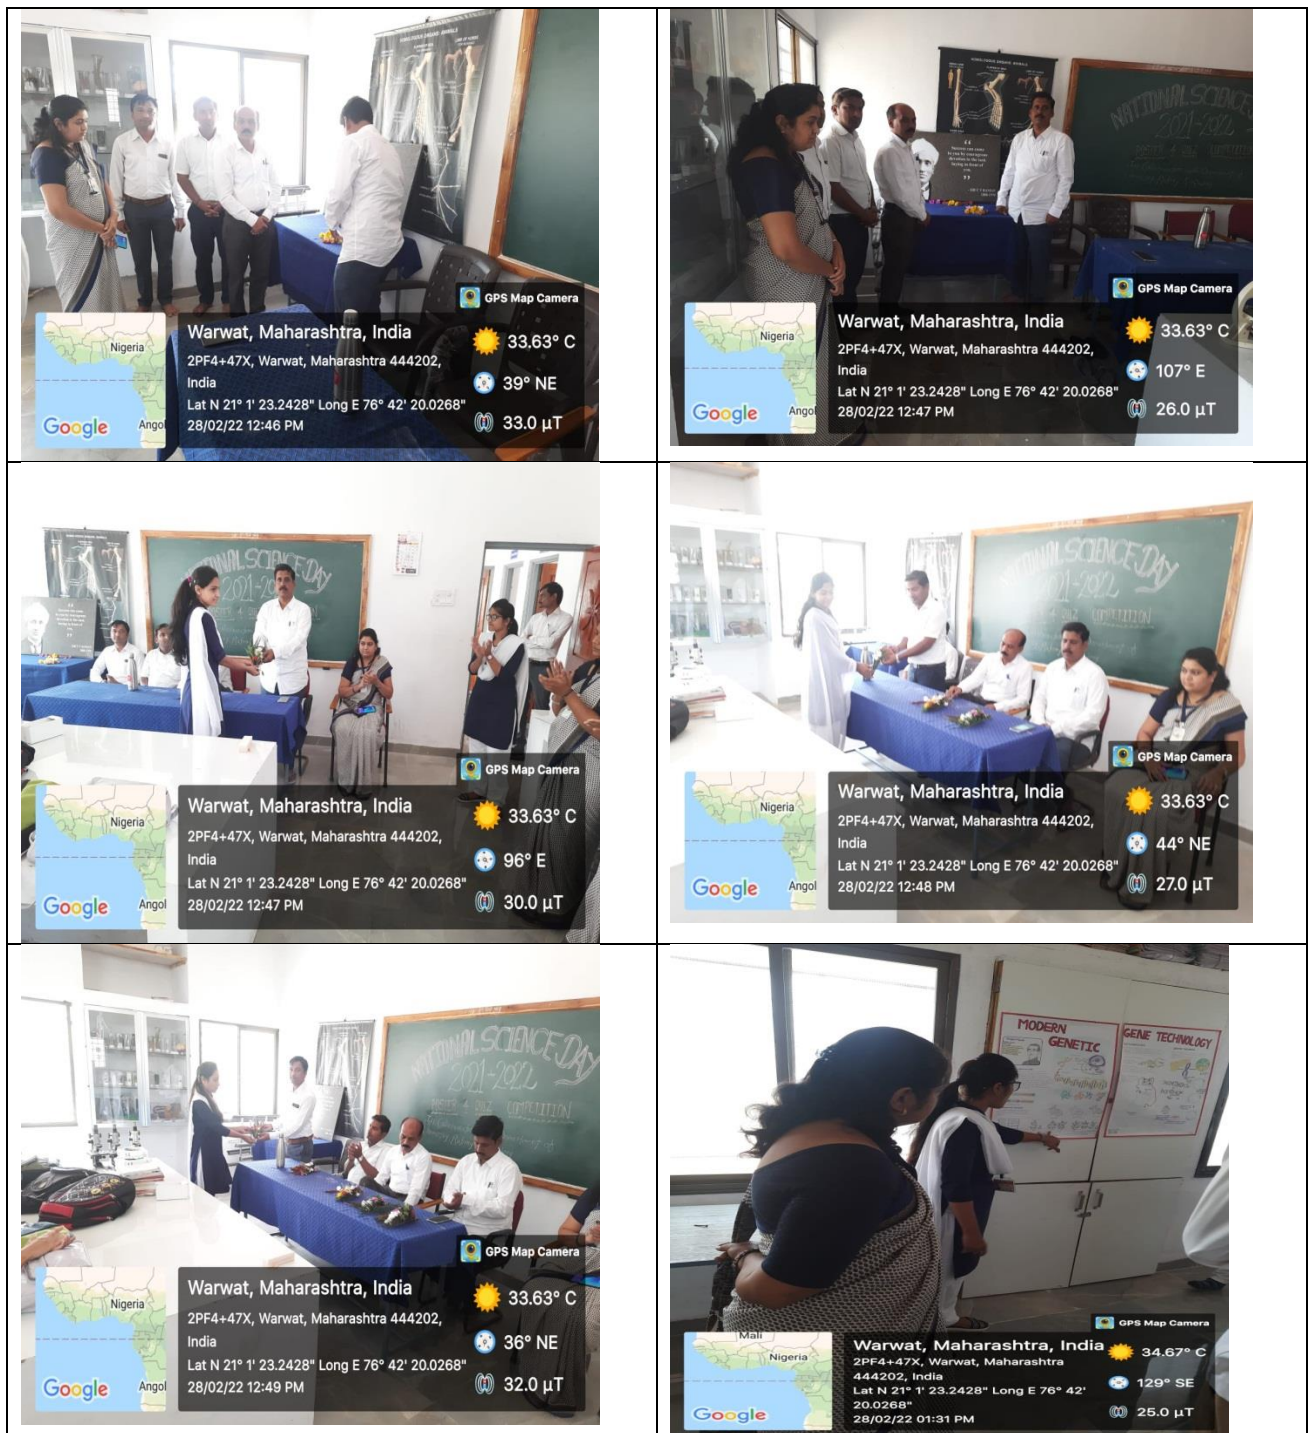 HOMOLOGOUS ORGAN- ANIMALS
GPS Map Camera
Nigeria
Angol
Google
Warwat, Maharashtra, India
2PF4+47X, Warwat, Maharashtra 444202,
India
Lat N 21° 1' 23.2428" Long E 76° 42' 20.0268"
28/02/22 12:46 PM
33.63° C
39° NE
33.0 µT
HOMOLOGOUS ORGAN- ANIMALS
NATIONAL SCIENCE
2021-2022
POSTER & QUIZ COMPETITION
GPS Map Camera
Nigeria
Angol
Google
Warwat, Maharashtra, India
2PF4+47X, Warwat, Maharashtra 444202,
India
Lat N 21° 1' 23.2428" Long E 76° 42' 20.0268"
28/02/22 12:47 PM
33.63° C
107° E
26.0 µT
NATIONAL SCIENCE DAY
2021-2022
GPS Map Camera
Nigeria
Angol
Google
Warwat, Maharashtra, India
2PF4+47X, Warwat, Maharashtra 444202,
India
Lat N 21° 1' 23.2428" Long E 76° 42' 20.0268"
28/02/22 12:47 PM
33.63° C
96° E
30.0 µT
NATIONAL SCIENCE DAY
2021-2022
QUIZ COMPETITION
GPS Map Camera
Nigeria
Angol
Google
Warwat, Maharashtra, India
2PF4+47X, Warwat, Maharashtra 444202,
India
Lat N 21° 1' 23.2428" Long E 76° 42' 20.0268"
28/02/22 12:48 PM
33.63° C
44° NE
27.0 µT
NATIONAL SCIENCE DAY
2021-2022
POSTER & QUIZ COMPETITION
GPS Map Camera
Nigeria
Angol
Google
Warwat, Maharashtra, India
2PF4+47X, Warwat, Maharashtra 444202,
India
Lat N 21° 1' 23.2428" Long E 76° 42' 20.0268"
28/02/22 12:49 PM
33.63° C
36° NE
32.0 µT
MODERN
GENETIC
GENE TECHNOLOGY
GPS Map Camera
Mali
Nigeria
Google
Warwat, Maharashtra, India
2PF4+47X, Warwat, Maharashtra
444202, India
Lat N 21° 1' 23.2428" Long E 76° 42'
20.0268"
28/02/22 01:31 PM
34.67° C
129° SE
25.0 µT